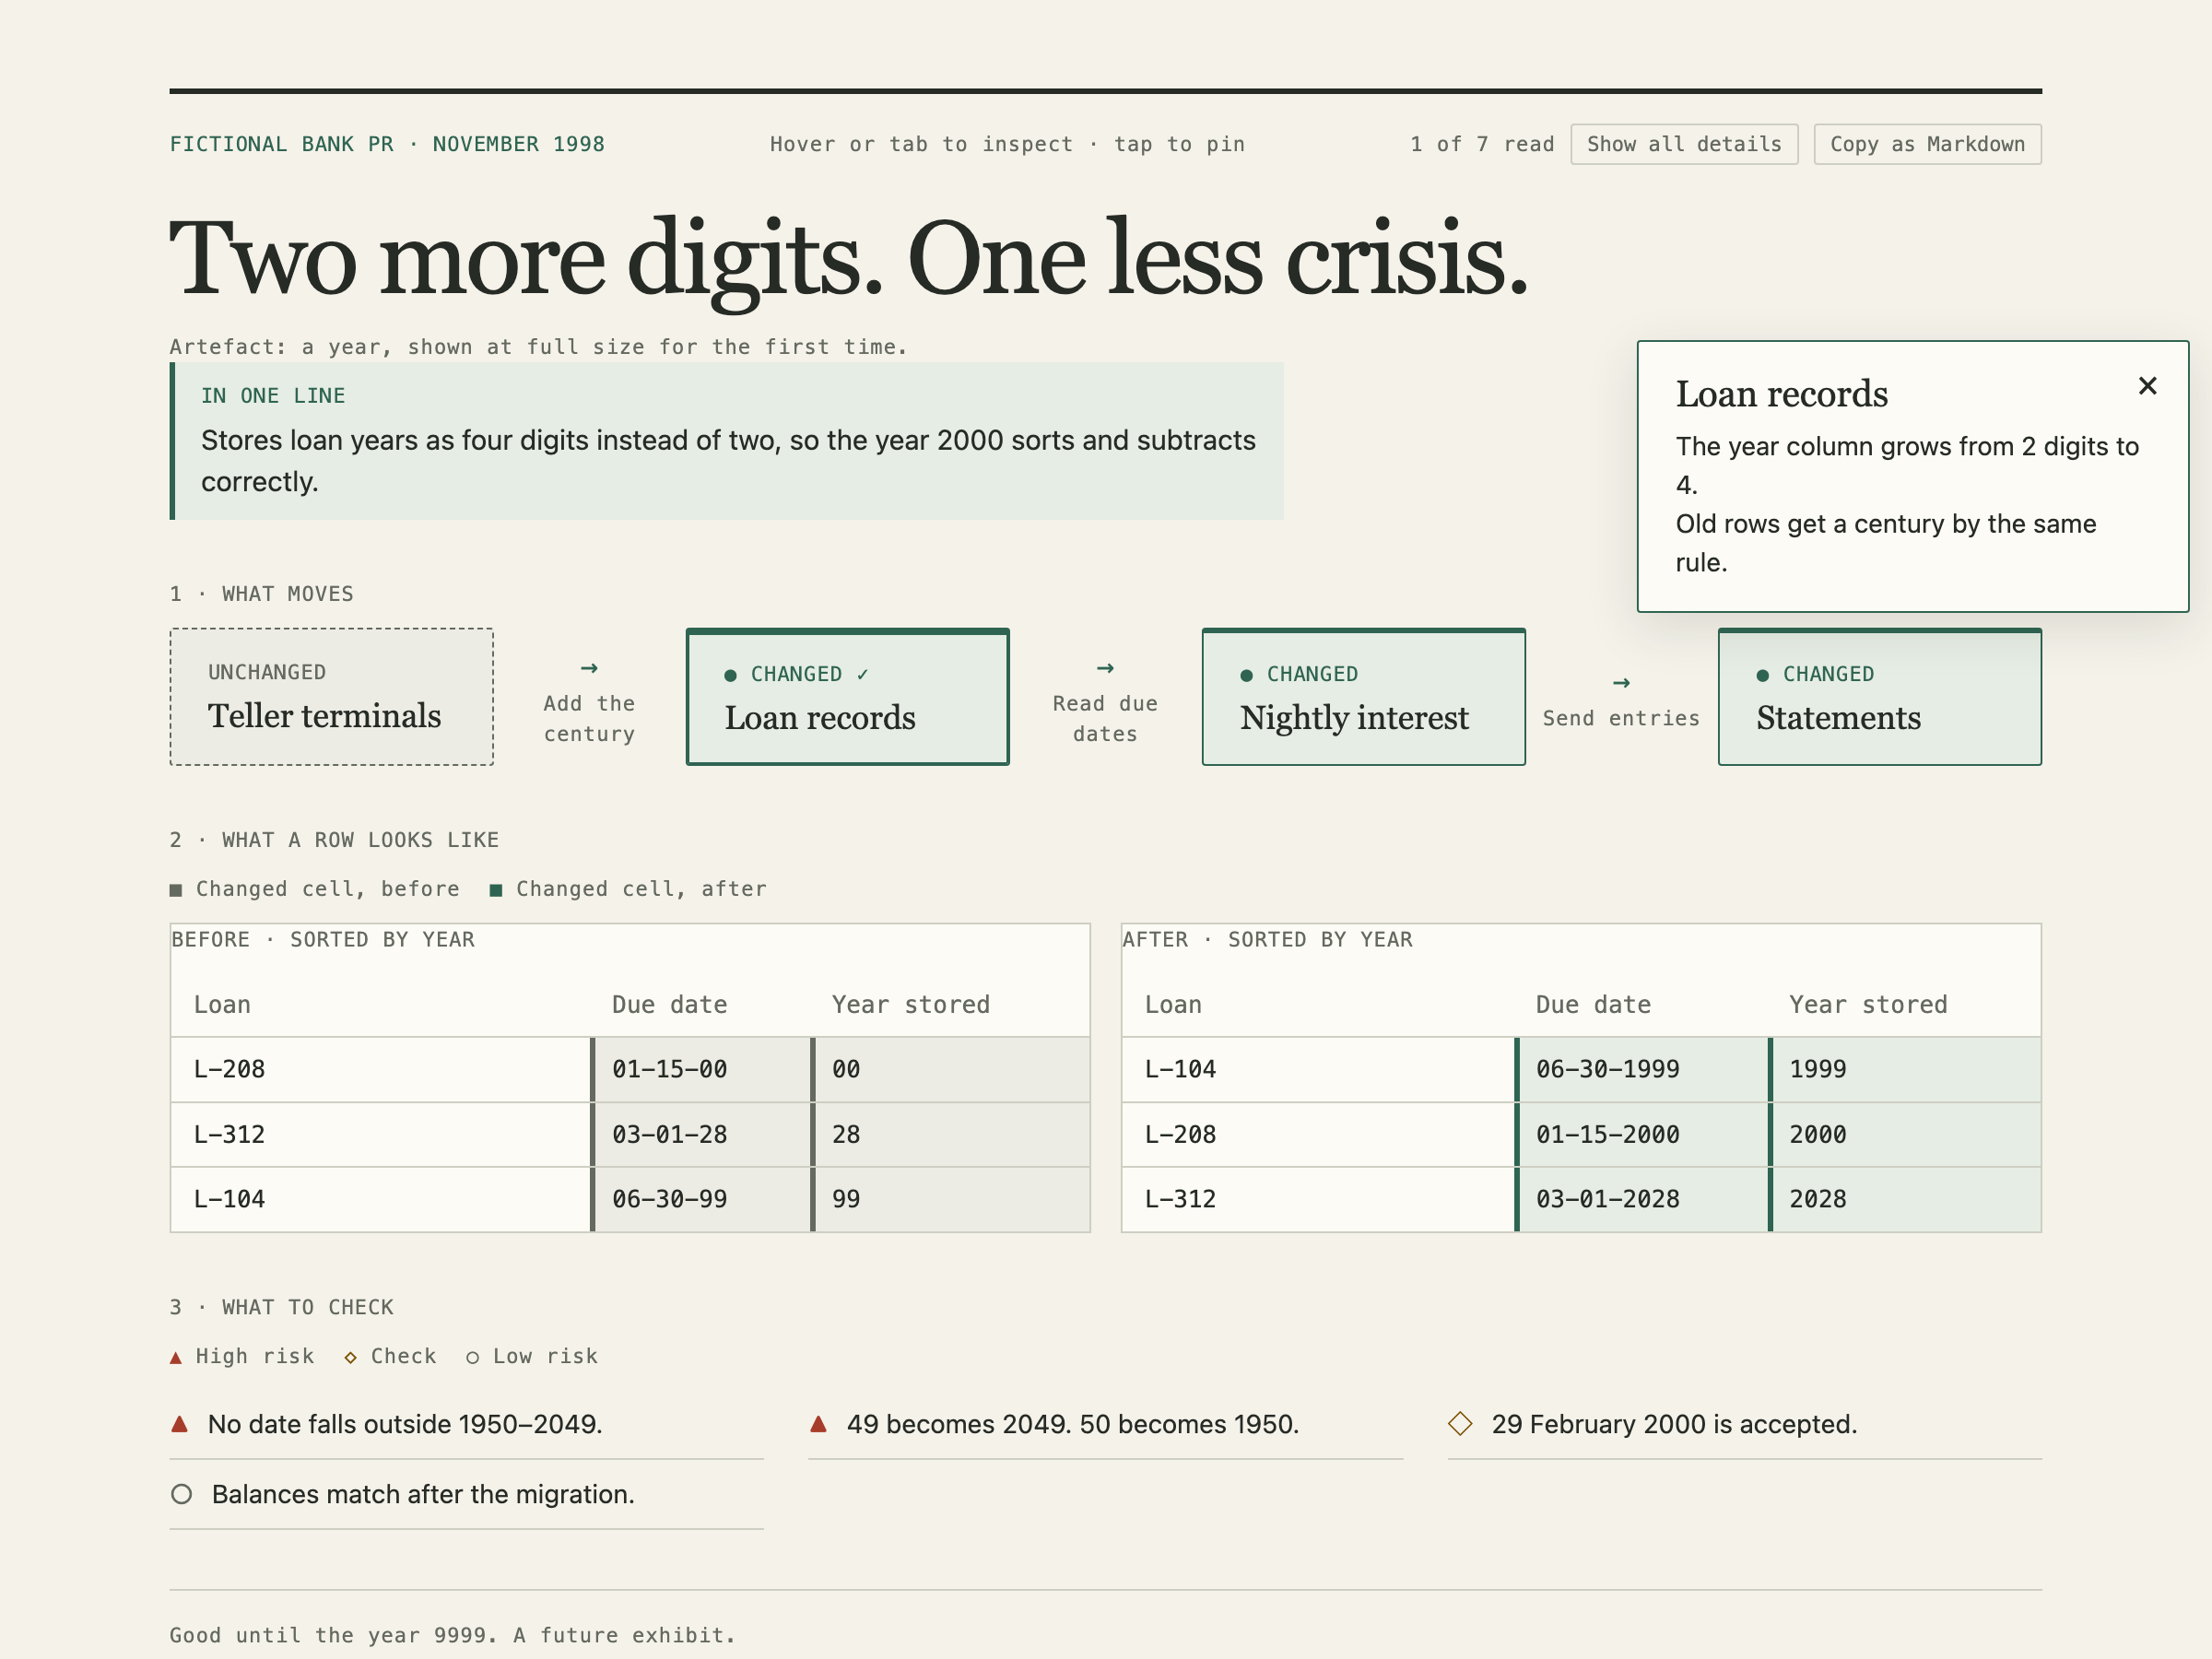 FICTIONAL BANK PR · NOVEMBER 1998
Hover or tab to inspect · tap to pin
1 of 7 read
Show all details
Copy as Markdown
Two more digits. One less crisis.
Artefact: a year, shown at full size for the first time.
IN ONE LINE
Stores loan years as four digits instead of two, so the year 2000 sorts and subtracts
correctly.
Loan records ×
The year column grows from 2 digits to
4.
Old rows get a century by the same
rule.
1 · WHAT MOVES
UNCHANGED
Teller terminals
→
Add the
century
● CHANGED ✓
Loan records
→
Read due
dates
● CHANGED
Nightly interest
→
Send entries
● CHANGED
Statements
2 · WHAT A ROW LOOKS LIKE
■ Changed cell, before ■ Changed cell, after
BEFORE · SORTED BY YEAR
Loan Due date Year stored
L–208 01–15–00 00
L–312 03–01–28 28
L–104 06–30–99 99
AFTER · SORTED BY YEAR
Loan Due date Year stored
L–104 06–30–1999 1999
L–208 01–15–2000 2000
L–312 03–01–2028 2028
3 · WHAT TO CHECK
▲ High risk ◇ Check ○ Low risk
▲ No date falls outside 1950–2049.
▲ 49 becomes 2049. 50 becomes 1950.
◇ 29 February 2000 is accepted.
○ Balances match after the migration.
Good until the year 9999. A future exhibit.